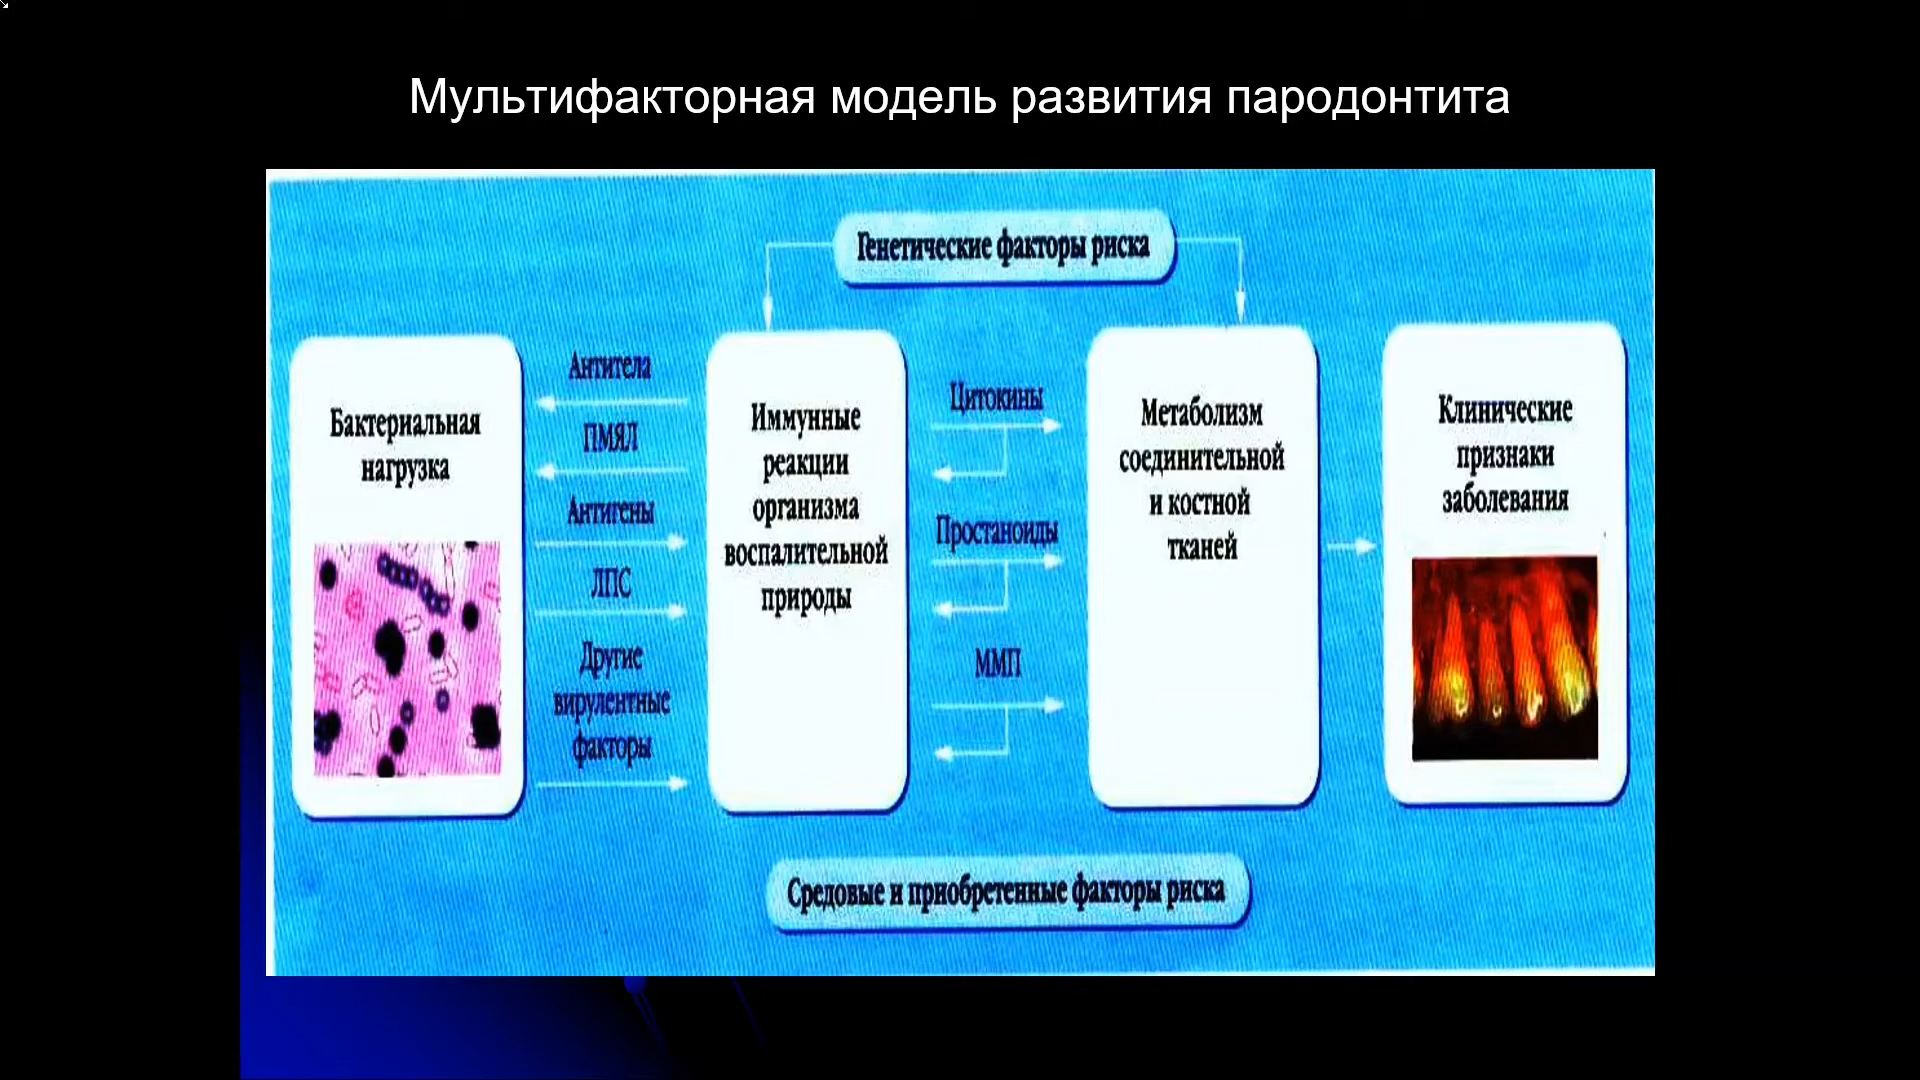 Мультифакторная модель развития пародонтита
Генетические факторы риска
Бактериальная
нагрузка
Антитела
ПМЯЛ
Антигены
ЛПС
Другие
вирулентные
факторы
Иммунные
реакции
организма
воспалительной
природы
Цитокины
Простаноиды
ММП
Метаболизм
соединительной
и костной
тканей
Клинические
признаки
заболевания
Средовые и приобретенные факторы риска